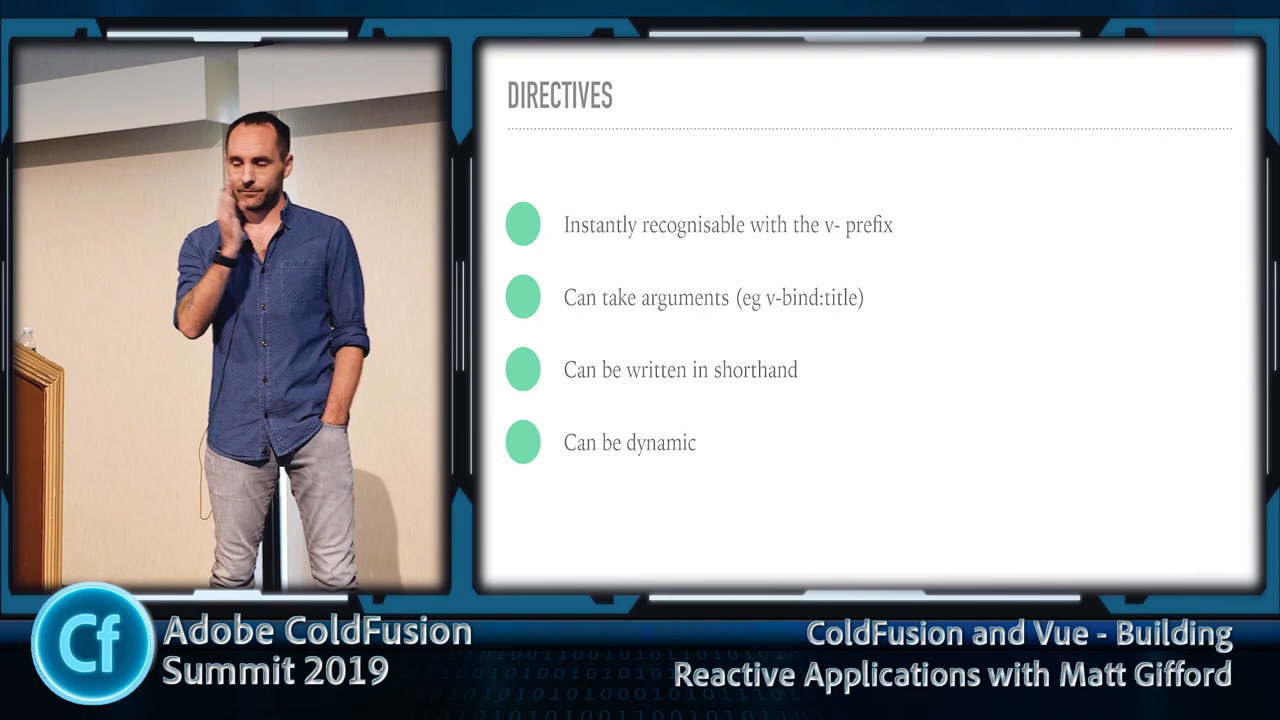 DIRECTIVES
Instantly recognisable with the v- prefix
Can take arguments (eg v-bind:title)
Can be written in shorthand
Can be dynamic
Cf
Adobe ColdFusion
Summit 2019
ColdFusion and Vue - Building
Reactive Applications with Matt Gifford